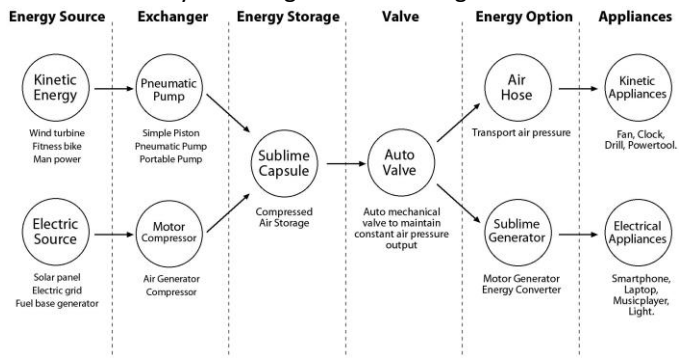 Energy Source
Exchanger
Energy Storage
Valve
Energy Option
Appliances
Kinetic
Energy
Wind turbine
Fitness bike
Man power
Pneumatic
Pump
Simple Piston
Pneumatic Pump
Portable Pump
Air
Hose
Transport air pressure
Kinetic
Appliances
Fan, Clock,
Drill, Powertool.
Sublime
Capsule
Compressed
Air Storage
Auto
Valve
Auto mechanical
valve to maintain
constant air pressure
output
Electric
Source
Solar panel
Electric grid
Fuel base generator
Motor
Compressor
Air Generator
Compressor
Sublime
Generator
Motor Generator
Energy Converter
Electrical
Appliances
Smartphone,
Laptop,
Musicplayer,
Light.